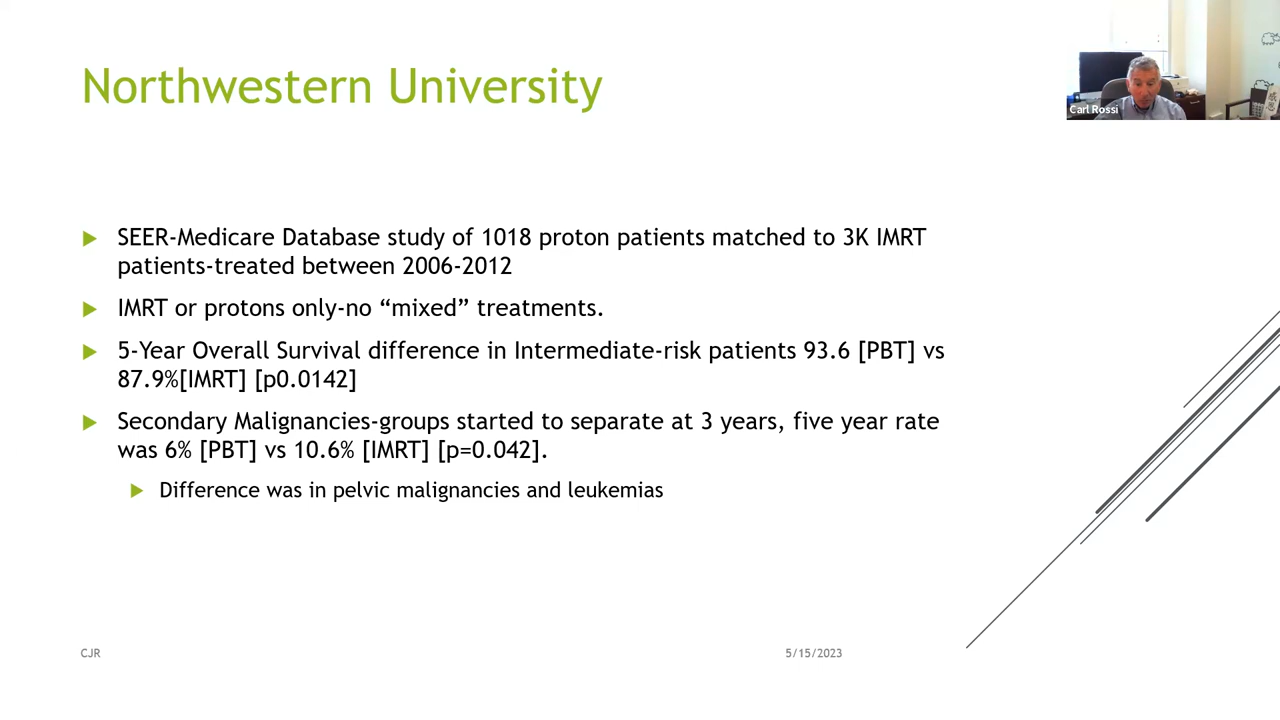 Northwestern University
Carl Rossi
SEER-Medicare Database study of 1018 proton patients matched to 3K IMRT
patients-treated between 2006-2012
IMRT or protons only-no “mixed” treatments.
5-Year Overall Survival difference in Intermediate-risk patients 93.6 [PBT] vs
87.9%[IMRT] [p0.0142]
Secondary Malignancies-groups started to separate at 3 years, five year rate
was 6% [PBT] vs 10.6% [IMRT] [p=0.042].
Difference was in pelvic malignancies and leukemias
CJR
5/15/2023